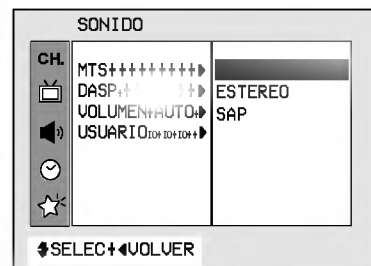 SONIDO
CH.
MTS
DASP
ESTEREO
VOLUMEN AUTO
SAP
USUARIO
SELEC VOLVER